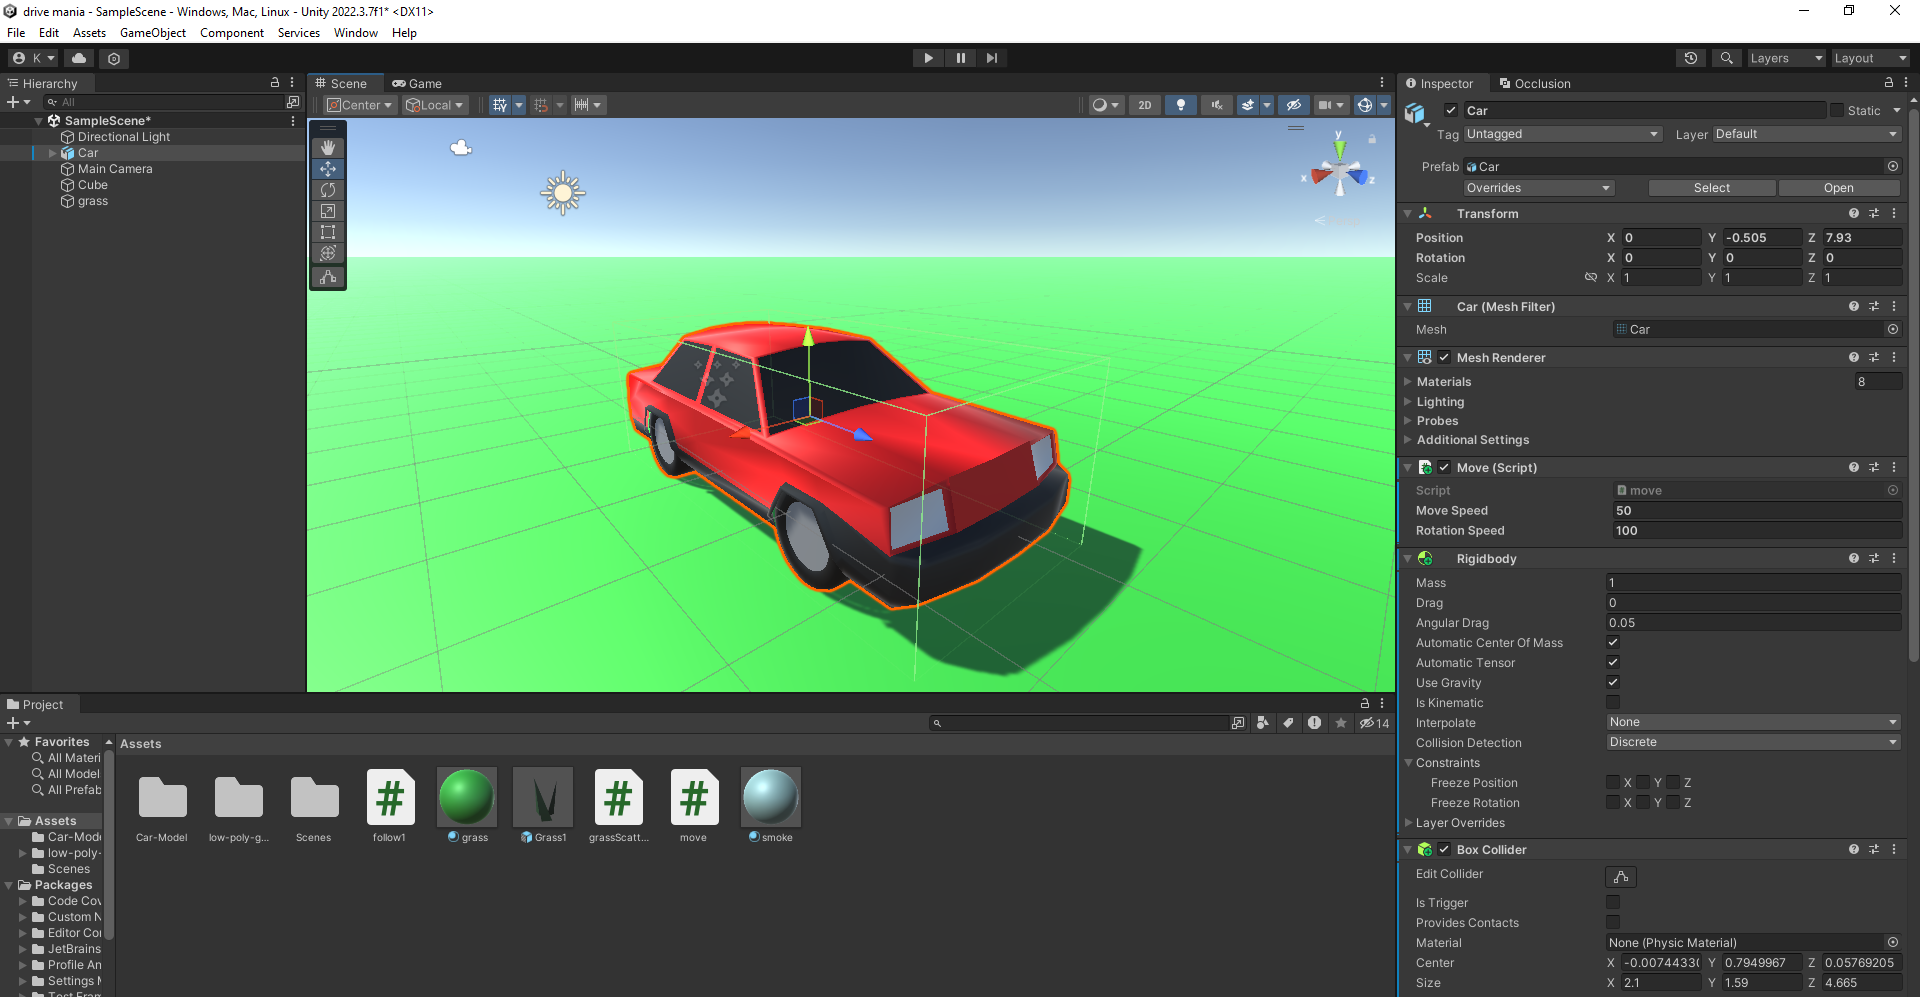 drive mania - SampleScene - Windows, Mac, Linux - Unity 2022.3.7f1* <DX11>
File Edit Assets GameObject Component Services Window Help
K
Layers Layout
Hierarchy
All
SampleScene*
Directional Light
Car
Main Camera
Cube
grass
Scene Game
Center Local 2D
y
x z
Inspector Occlusion
Car Static
Tag Untagged Layer Default
Prefab Car
Overrides Select Open
Transform
Position X 0 Y -0.505 Z 7.93
Rotation X 0 Y 0 Z 0
Scale X 1 Y 1 Z 1
Car (Mesh Filter)
Mesh Car
Mesh Renderer
Materials 8
Lighting
Probes
Additional Settings
Move (Script)
Script move
Move Speed 50
Rotation Speed 100
Rigidbody
Mass 1
Drag 0
Angular Drag 0.05
Automatic Center Of Mass
Automatic Tensor
Use Gravity
Is Kinematic
Interpolate None
Collision Detection Discrete
Constraints
Freeze Position X Y Z
Freeze Rotation X Y Z
Layer Overrides
Box Collider
Edit Collider
Is Trigger
Provides Contacts
Material None (Physic Material)
Center X -0.0074433( Y 0.7949967 Z 0.05769205
Size X 2.1 Y 1.59 Z 4.665
Project
14
Favorites
All Materi
All Model
All Prefab
Assets
Car-Mode
low-poly-
Scenes
Packages
Code Cov
Custom N
Editor Cor
JetBrains
Profile An
Settings M
Test Fram
Assets
Car-Model low-poly-g... Scenes follow1 grass Grass1 grassScatt... move smoke